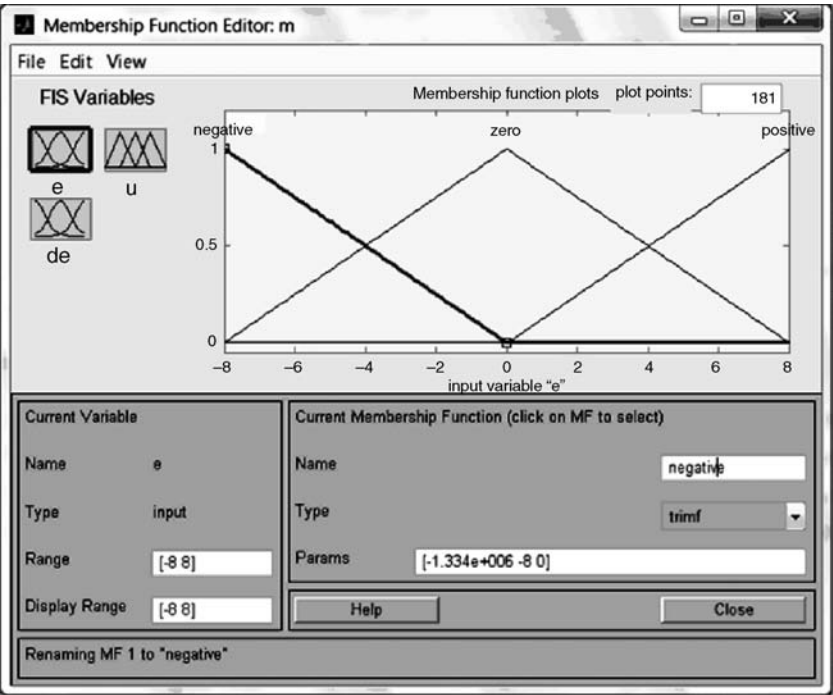 Membership Function Editor: m
File Edit View
FIS Variables
e
u
de
Membership function plots
plot points:
181
negative
zero
positive
1
0.5
0
-8 -6 -4 -2 0 2 4 6 8
input variable "e"
Current Variable
Name e
Type input
Range [-8 8]
Display Range [-8 8]
Current Membership Function (click on MF to select)
Name negative
Type trimf
Params [-1.334e+006 -8 0]
Help
Close
Renaming MF 1 to "negative"